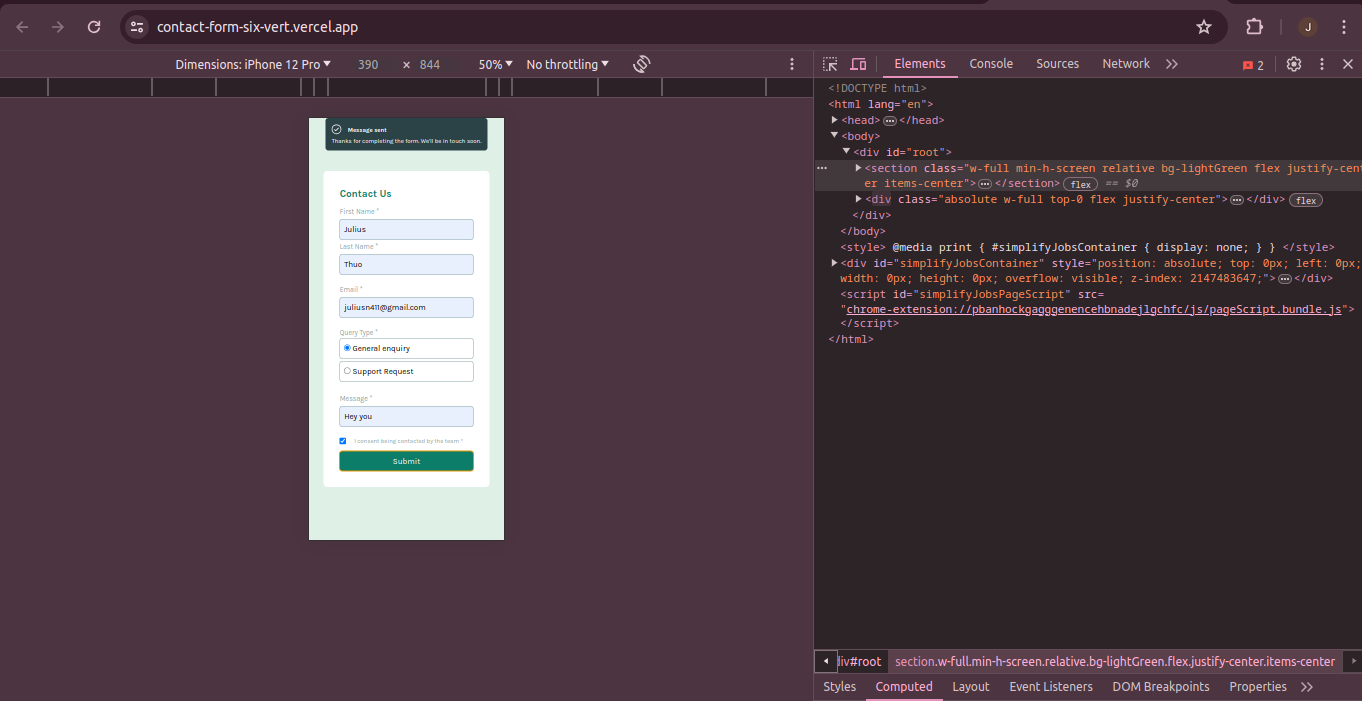 contact-form-six-vert.vercel.app
J
Dimensions: iPhone 12 Pro 390 × 844 50% No throttling
Message sent
Thanks for completing the form. We'll be in touch soon.
Contact Us
First Name *
Julius
Last Name *
Thuo
Email *
juliusn411@gmail.com
Query Type *
General enquiry
Support Request
Message *
Hey you
I consent being contacted by the team *
Submit
Elements Console Sources Network 2
<!DOCTYPE html>
<html lang="en">
<head> ••• </head>
<body>
<div id="root">
••• <section class="w-full min-h-screen relative bg-lightGreen flex justify-cent
er items-center"> ••• </section> flex == $0
<div class="absolute w-full top-0 flex justify-center"> ••• </div> flex
</div>
</body>
<style> @media print { #simplifyJobsContainer { display: none; } } </style>
<div id="simplifyJobsContainer" style="position: absolute; top: 0px; left: 0px;
width: 0px; height: 0px; overflow: visible; z-index: 2147483647;"> ••• </div>
<script id="simplifyJobsPageScript" src=
"chrome-extension://pbanhockgagggenencehbnadejlgchfc/js/pageScript.bundle.js">
</script>
</html>
iv#root section.w-full.min-h-screen.relative.bg-lightGreen.flex.justify-center.items-center
Styles Computed Layout Event Listeners DOM Breakpoints Properties